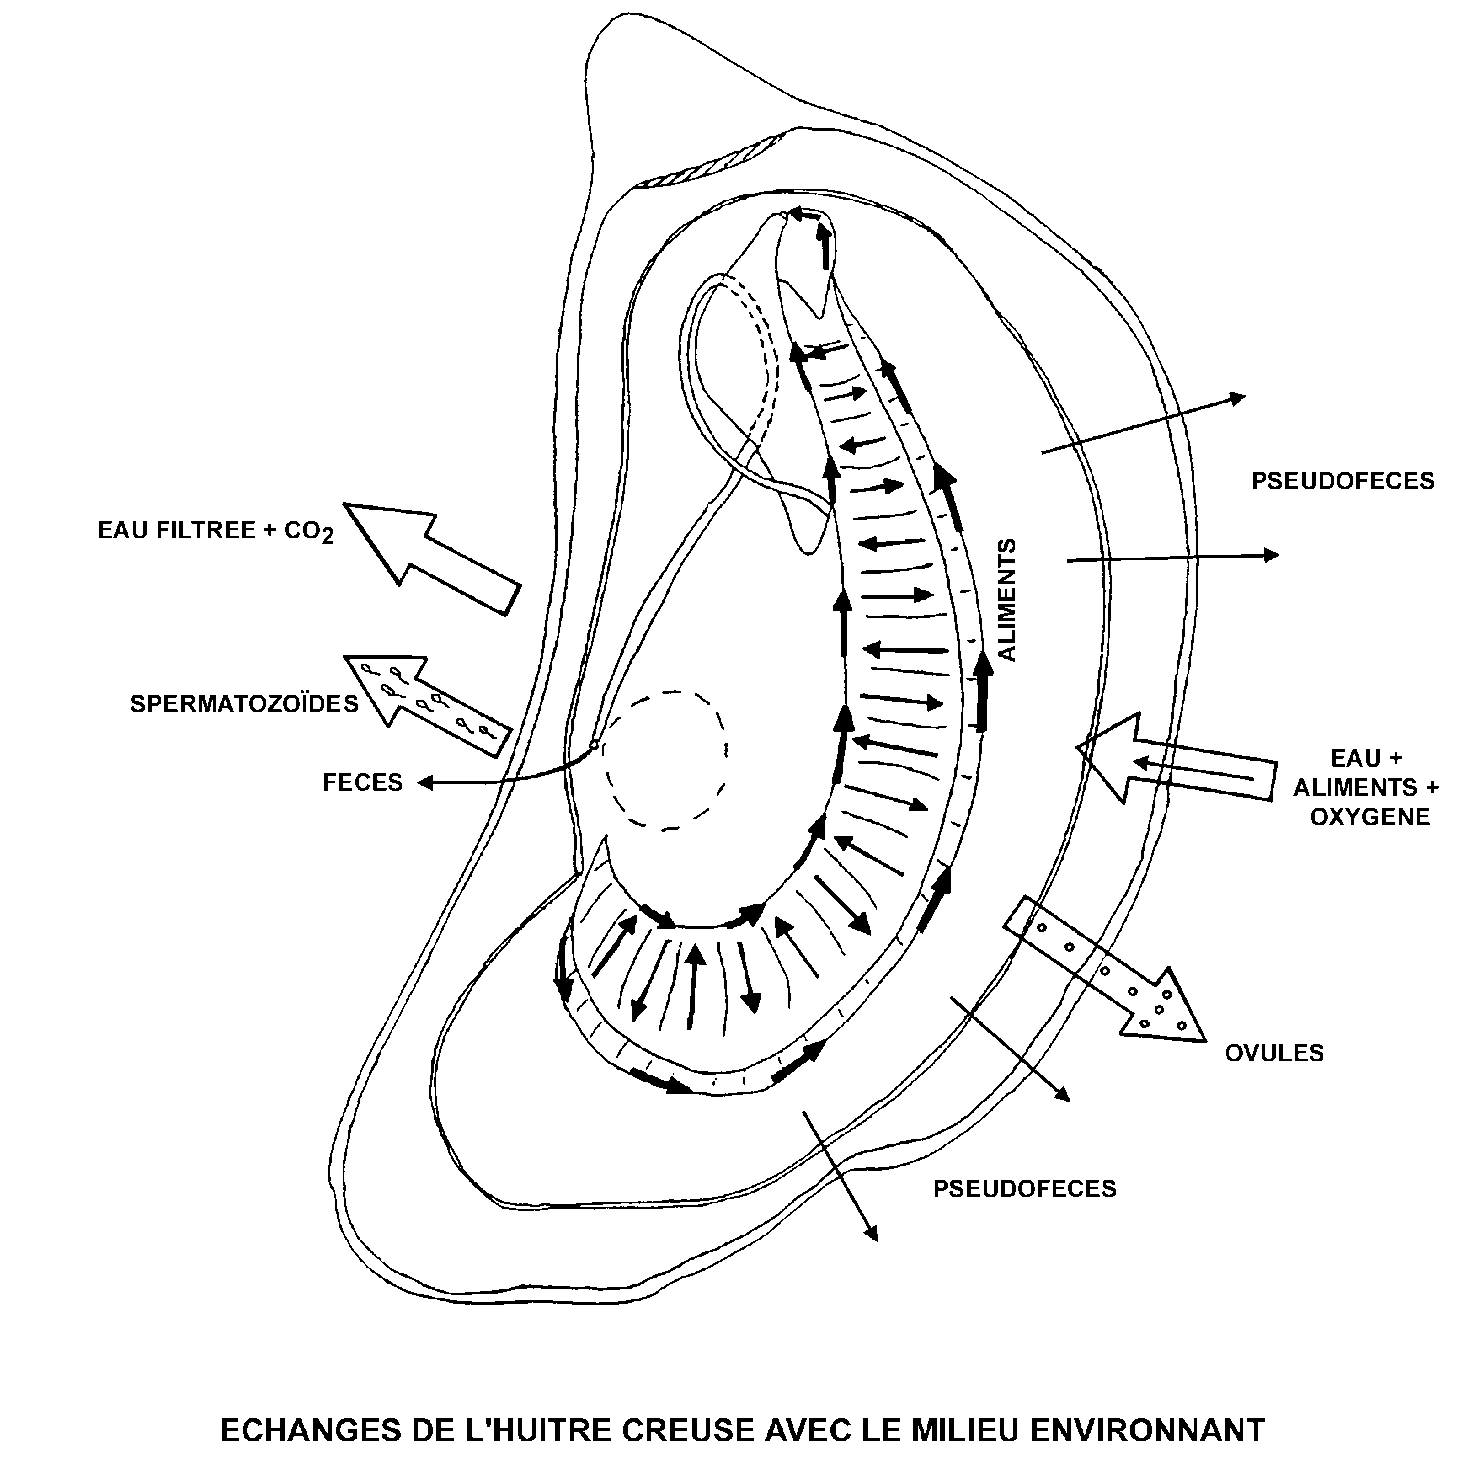 PSEUDOFECES
EAU FILTREE + CO2
ALIMENTS
SPERMATOZOÏDES
FECES
EAU +
ALIMENTS +
OXYGENE
OVULES
PSEUDOFECES
ECHANGES DE L'HUITRE CREUSE AVEC LE MILIEU ENVIRONNANT